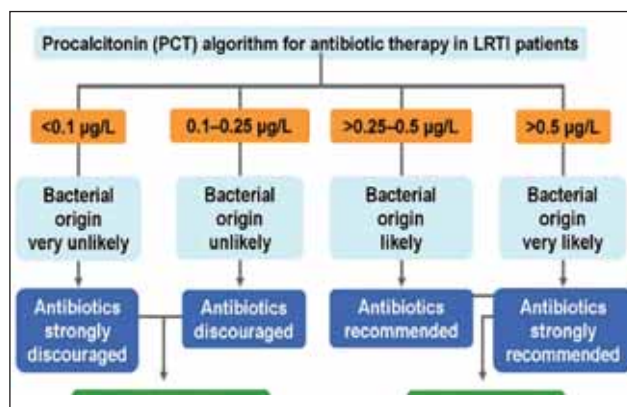 Procalcitonin (PCT) algorithm for antibiotic therapy in LRTI patients
<0.1 µg/L
0.1–0.25 µg/L
>0.25–0.5 µg/L
>0.5 µg/L
Bacterial
origin
very unlikely
Bacterial
origin
unlikely
Bacterial
origin
likely
Bacterial
origin
very likely
Antibiotics
strongly
discouraged
Antibiotics
discouraged
Antibiotics
recommended
Antibiotics
strongly
recommended